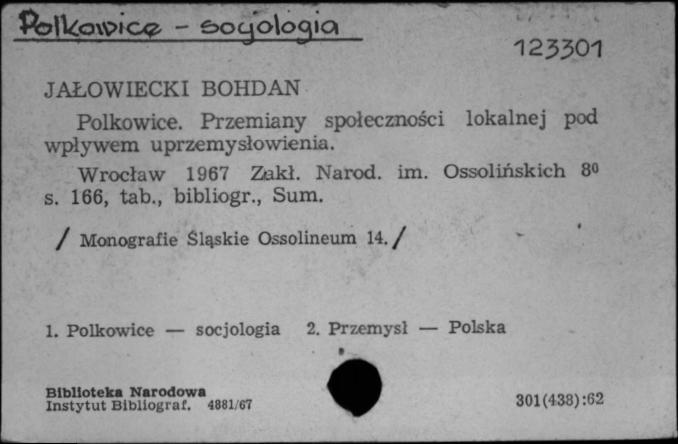 Polkowice - socjologia
123301
JAŁOWIECKI BOHDAN
Polkowice. Przemiany społeczności lokalnej pod
wpływem uprzemysłowienia.
Wrocław 1967 Zakł. Narod. im. Ossolińskich 8⁰
s. 166, tab., bibliogr., Sum.
/ Monografie Śląskie Ossolineum 14. /
1. Polkowice — socjologia 2. Przemysł — Polska
Biblioteka Narodowa
Instytut Bibliograf. 4881/67
301(438):62